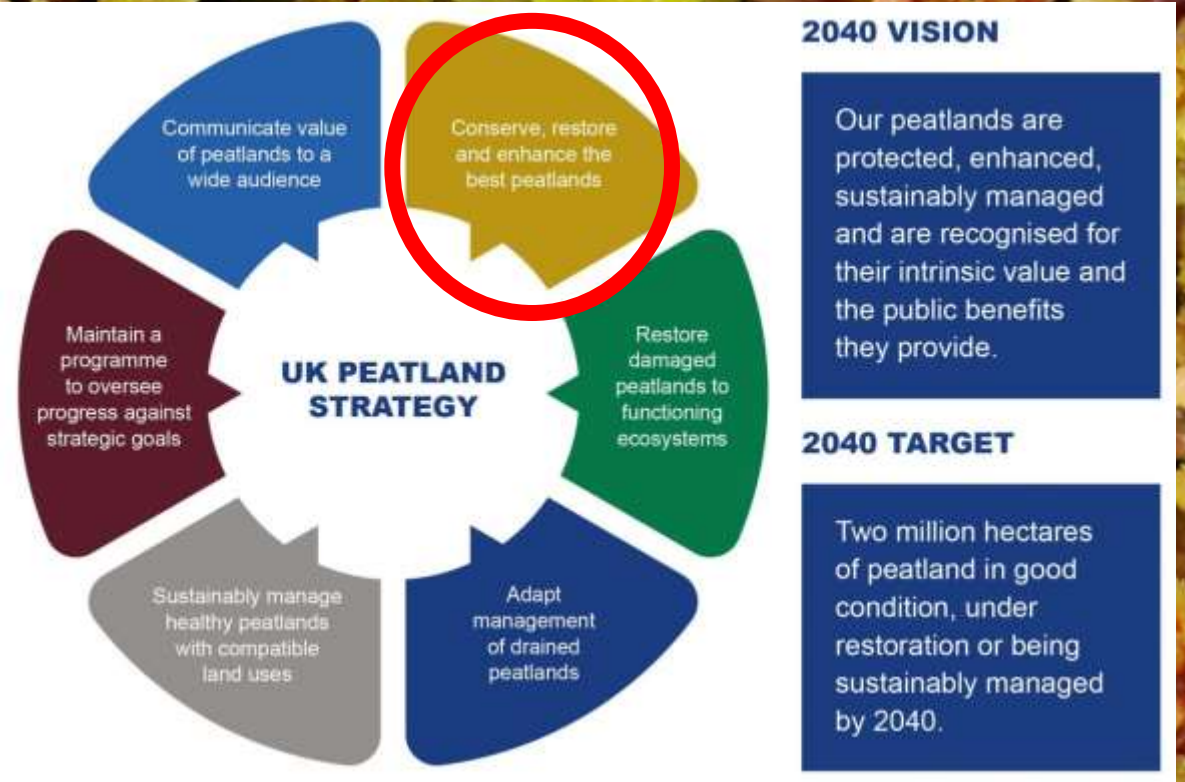 Communicate value
of peatlands to a
wide audience
Conserve, restore
and enhance the
best peatlands
Maintain a
programme
to oversee
progress against
strategic goals
UK PEATLAND
STRATEGY
Restore
damaged
peatlands to
functioning
ecosystems
Sustainably manage
healthy peatlands
with compatible
land uses
Adapt
management
of drained
peatlands
2040 VISION
Our peatlands are
protected, enhanced,
sustainably managed
and are recognised for
their intrinsic value and
the public benefits
they provide.
2040 TARGET
Two million hectares
of peatland in good
condition, under
restoration or being
sustainably managed
by 2040.